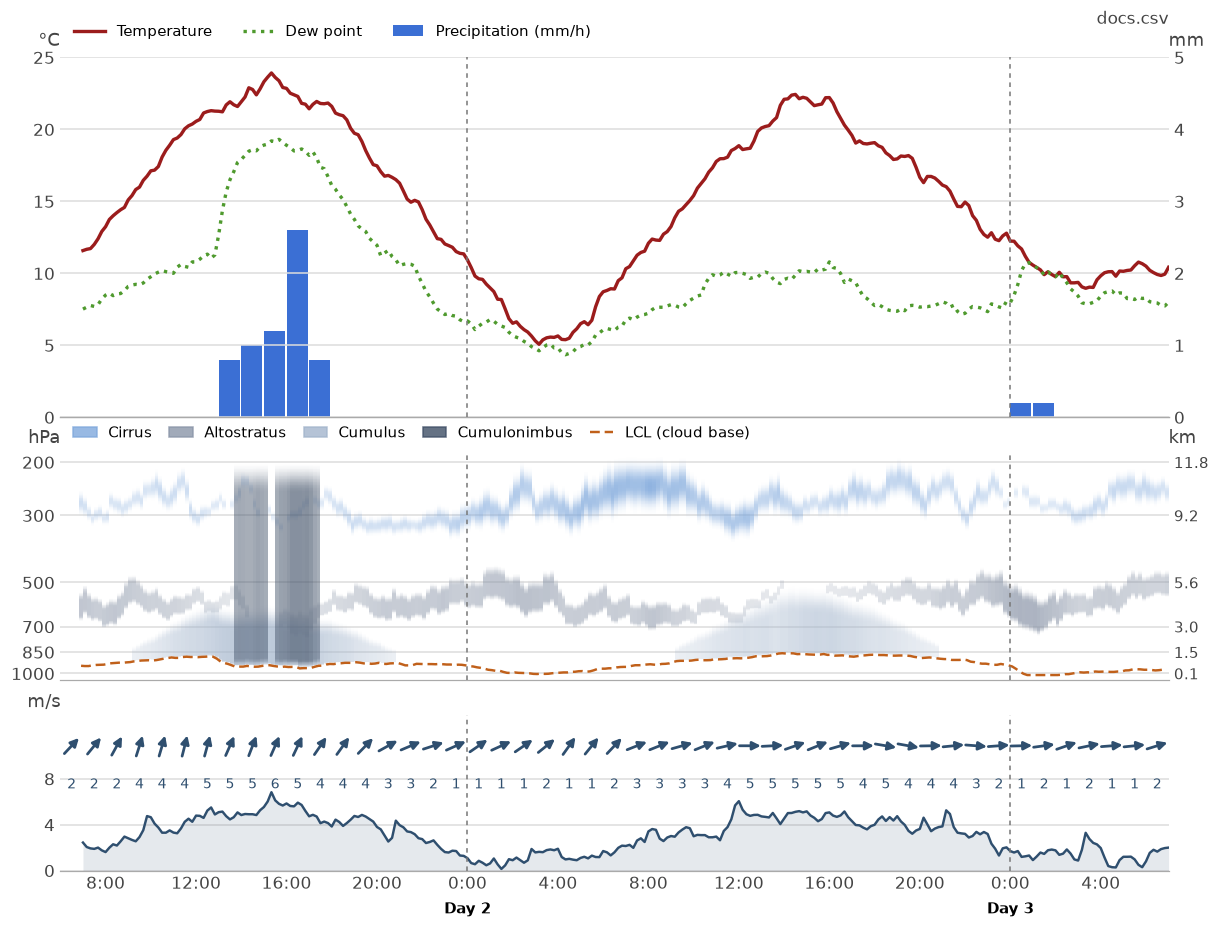 docs.csv
Temperature Dew point Precipitation (mm/h)
°C mm
25 5
20 4
15 3
10 2
5 1
0 0
hPa Cirrus Altostratus Cumulus Cumulonimbus LCL (cloud base) km
200 11.8
300 9.2
500 5.6
700 3.0
850 1.5
1000 0.1
m/s
8 2 2 2 4 4 4 5 5 5 6 5 4 4 4 3 3 2 1 1 1 1 2 1 1 2 3 3 3 3 4 5 5 5 5 5 4 4 4 4 3 2 1 2 1 2 1 1 2
4
0
8:00 12:00 16:00 20:00 0:00 4:00 8:00 12:00 16:00 20:00 0:00 4:00
Day 2 Day 3